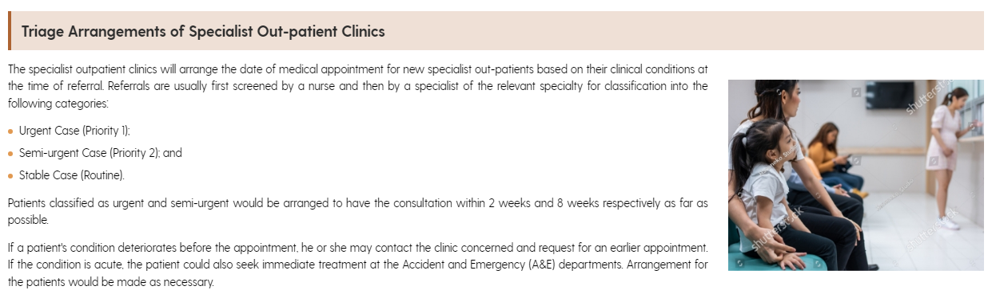 Triage Arrangements of Specialist Out-patient Clinics
The specialist outpatient clinics will arrange the date of medical appointment for new specialist out-patients based on their clinical conditions at
the time of referral. Referrals are usually first screened by a nurse and then by a specialist of the relevant specialty for classification into the
following categories:
Urgent Case (Priority 1);
Semi-urgent Case (Priority 2); and
Stable Case (Routine).
Patients classified as urgent and semi-urgent would be arranged to have the consultation within 2 weeks and 8 weeks respectively as far as
possible.
If a patient's condition deteriorates before the appointment, he or she may contact the clinic concerned and request for an earlier appointment.
If the condition is acute, the patient could also seek immediate treatment at the Accident and Emergency (A&E) departments. Arrangement for
the patients would be made as necessary.
shutterstock
shutterstock